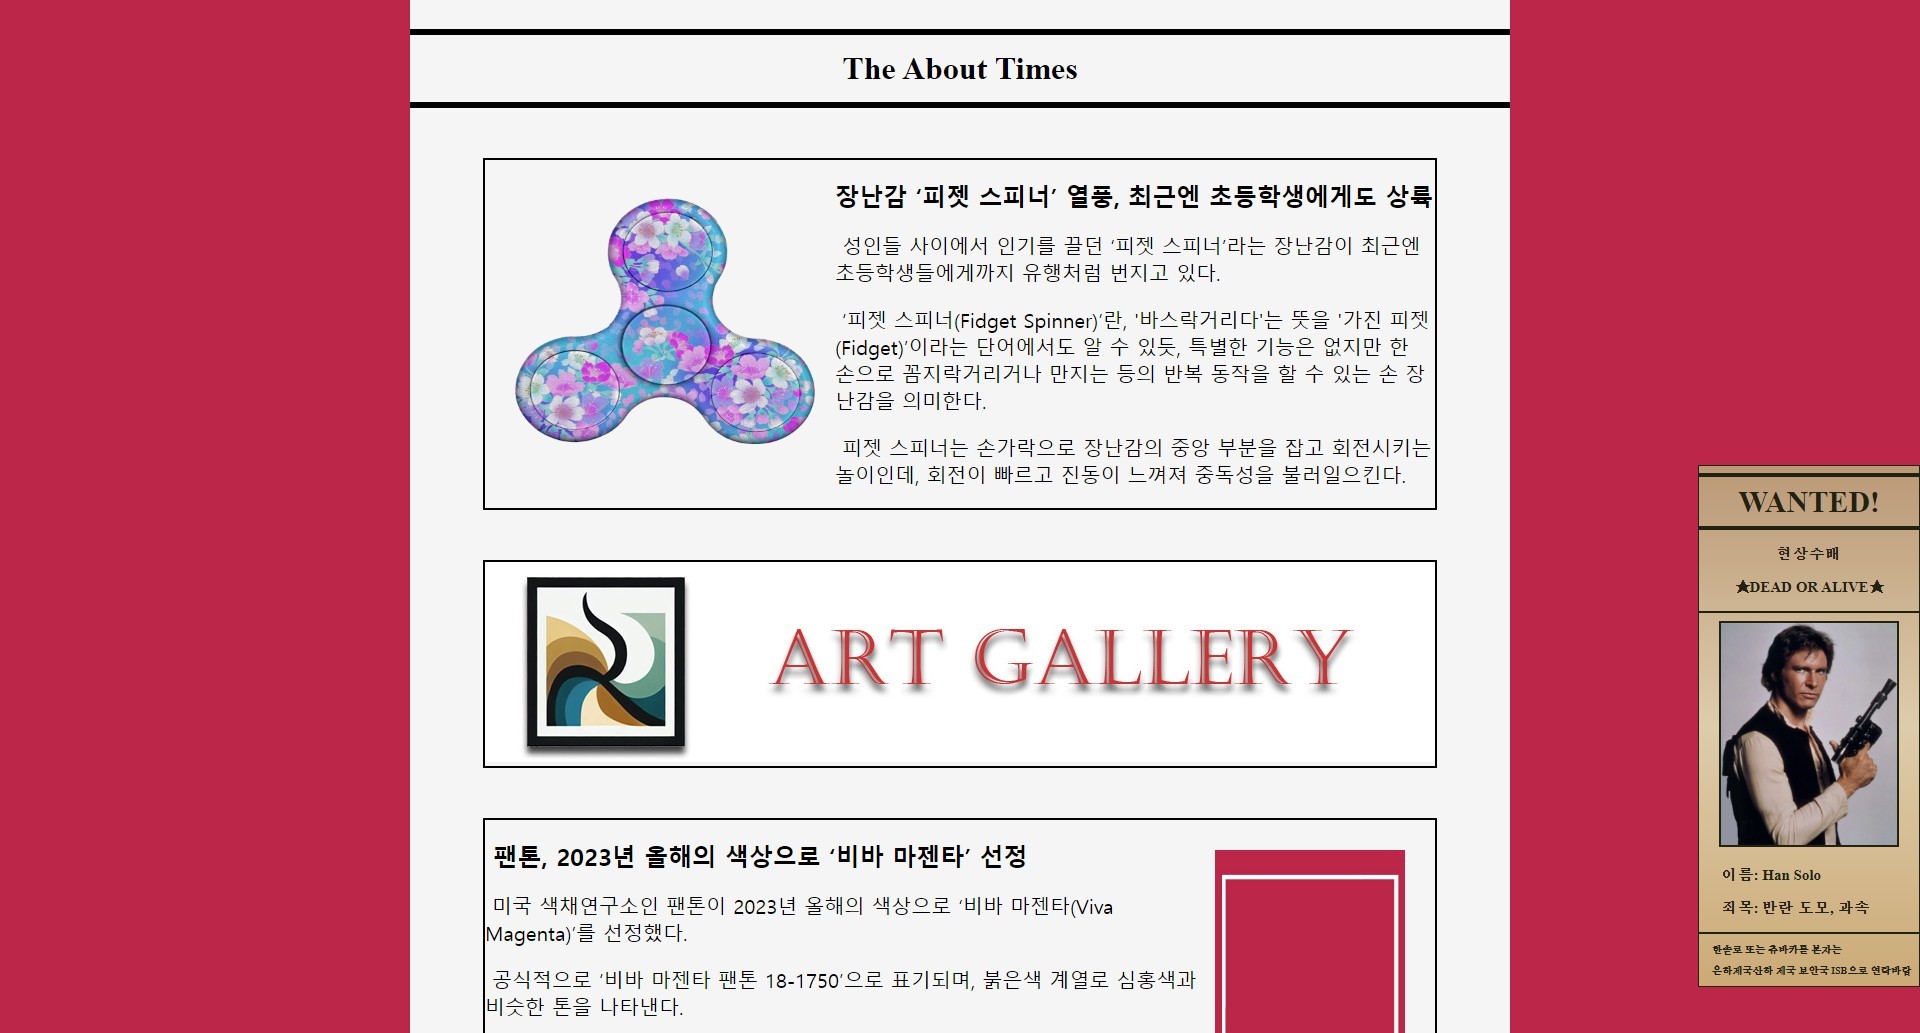 The About Times
장난감 ‘피젯 스피너’ 열풍, 최근엔 초등학생에게도 상륙
성인들 사이에서 인기를 끌던 ‘피젯 스피너’라는 장난감이 최근엔
초등학생들에게까지 유행처럼 번지고 있다.
‘피젯 스피너(Fidget Spinner)’란, '바스락거리다'는 뜻을 '가진 피젯
(Fidget)’이라는 단어에서도 알 수 있듯, 특별한 기능은 없지만 한
손으로 꼼지락거리거나 만지는 등의 반복 동작을 할 수 있는 손 장
난감을 의미한다.
피젯 스피너는 손가락으로 장난감의 중앙 부분을 잡고 회전시키는
놀이인데, 회전이 빠르고 진동이 느껴져 중독성을 불러일으킨다.
ART GALLERY
팬톤, 2023년 올해의 색상으로 ‘비바 마젠타’ 선정
미국 색채연구소인 팬톤이 2023년 올해의 색상으로 ‘비바 마젠타(Viva
Magenta)’를 선정했다.
공식적으로 ‘비바 마젠타 팬톤 18-1750’으로 표기되며, 붉은색 계열로 심홍색과
비슷한 톤을 나타낸다.
WANTED!
현상수배
★DEAD OR ALIVE★
이름: Han Solo
죄목: 반란 도모, 과속
한솔로 또는 츄바카를 본자는
은하제국산하 제국 보안국 ISB으로 연락바람